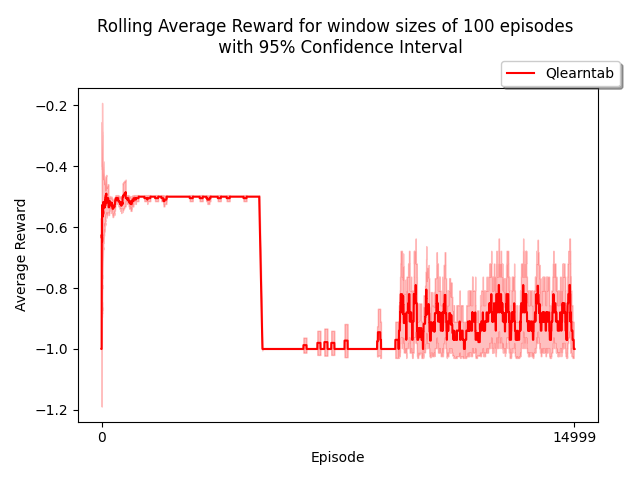 Rolling Average Reward for window sizes of 100 episodes
with 95% Confidence Interval
Qlearntab
−0.2
−0.4
−0.6
−0.8
−1.0
−1.2
Average Reward
0
14999
Episode